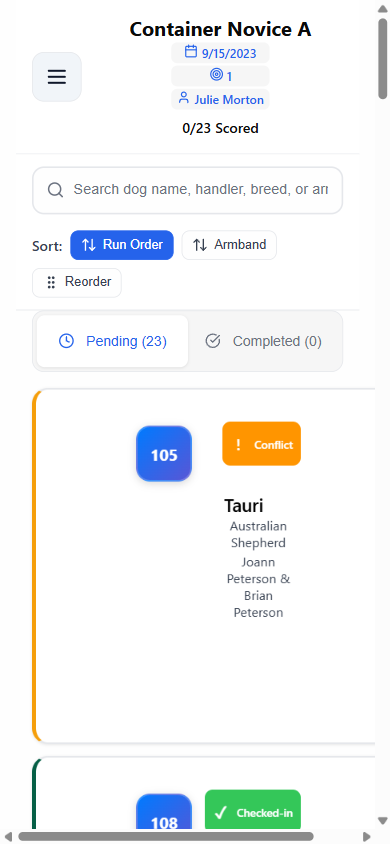 Container Novice A
9/15/2023
1
Julie Morton
0/23 Scored
Search dog name, handler, breed, or arm
Sort:
Run Order
Armband
Reorder
Pending (23)
Completed (0)
105
! Conflict
Tauri
Australian
Shepherd
Joann
Peterson &
Brian
Peterson
108
✓ Checked-in